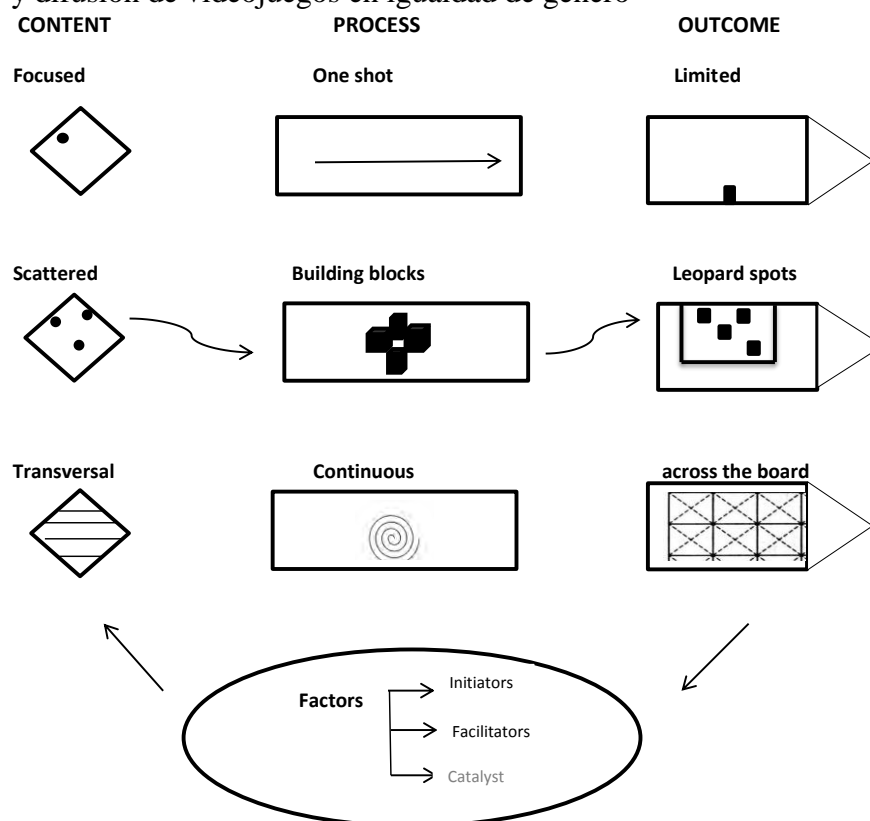 y difusión de videojuegos en igualdad de género
CONTENT PROCESS OUTCOME
Focused One shot Limited
Scattered Building blocks Leopard spots
Transversal Continuous across the board
Factors
Initiators
Facilitators
Catalyst